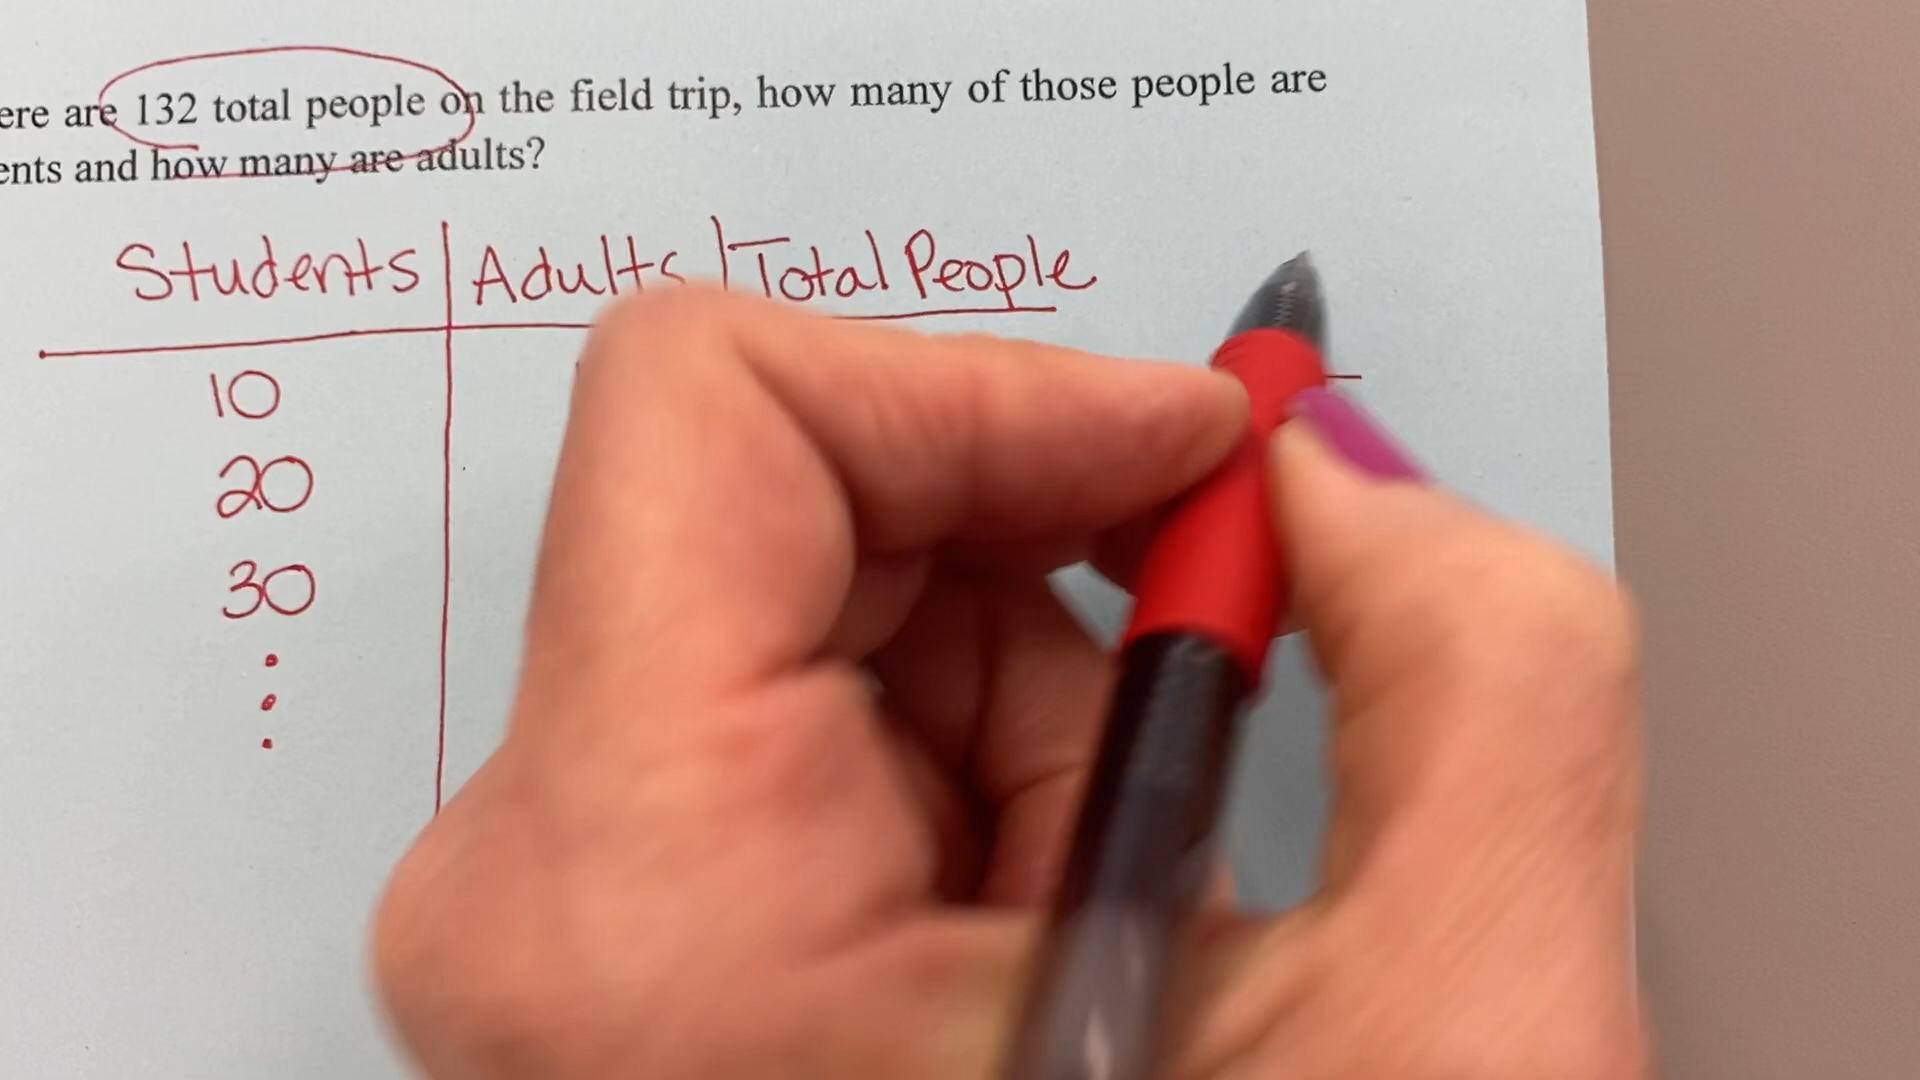 ere are 132 total people on the field trip, how many of those people are
ents and how many are adults?
Students Adults Total People
10
20
30